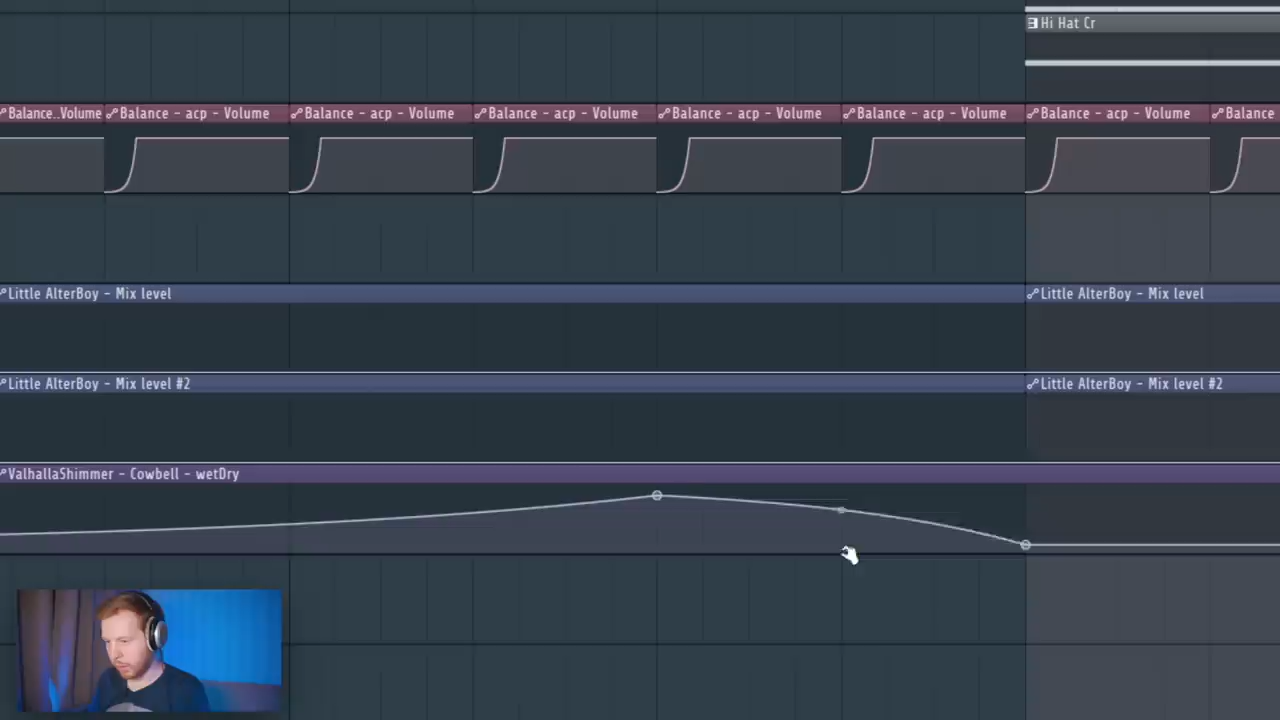 Hi Hat Cr
Balance..Volume Balance - acp - Volume Balance - acp - Volume Balance - acp - Volume Balance - acp - Volume Balance - acp - Volume Balance - acp - Volume Balance
Little AlterBoy - Mix level Little AlterBoy - Mix level
Little AlterBoy - Mix level #2 Little AlterBoy - Mix level #2
ValhallaShimmer - Cowbell - wetDry